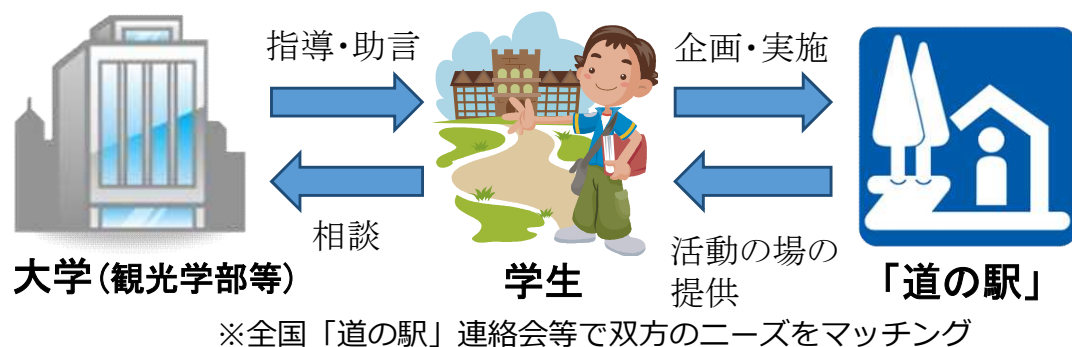 指導・助言
企画・実施
相談
活動の場の
提供
大学(観光学部等)
学生
「道の駅」
※全国「道の駅」連絡会等で双方のニーズをマッチング